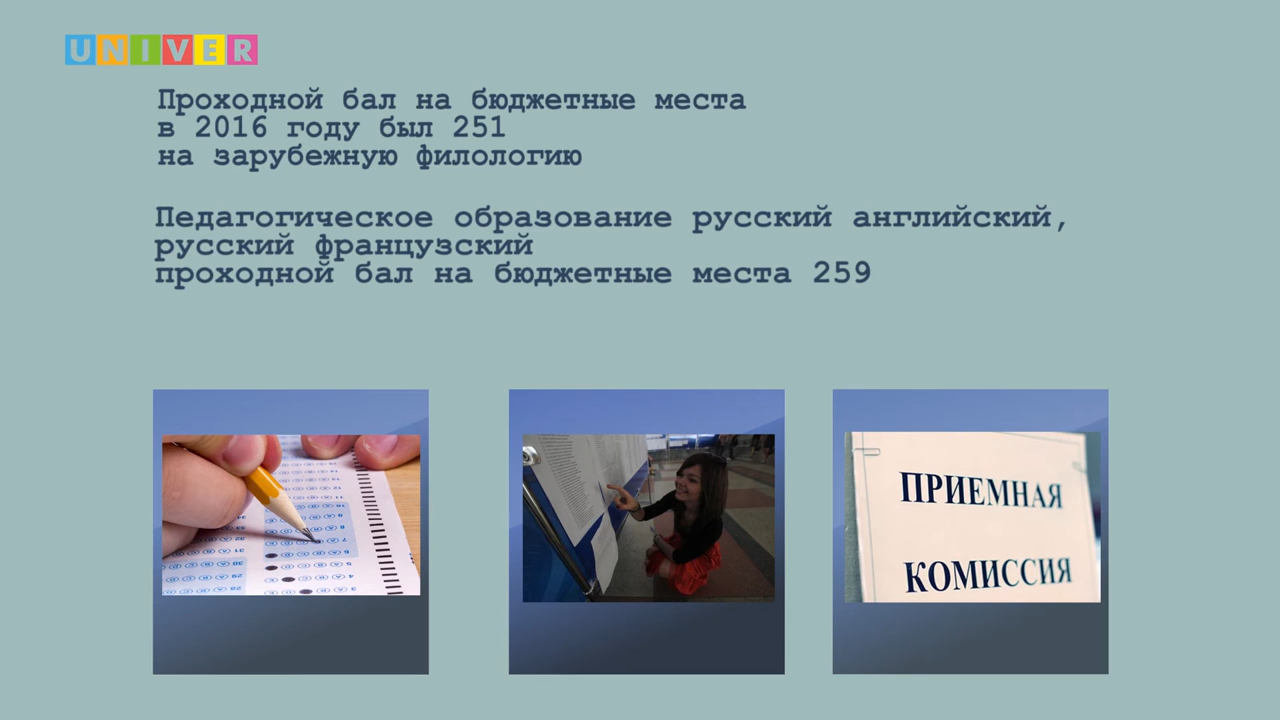 UNIVER
Проходной бал на бюджетные места
в 2016 году был 251
на зарубежную филологию
Педагогическое образование русский английский,
русский французский
проходной бал на бюджетные места 259
ПРИЕМНАЯ
КОМИССИЯ